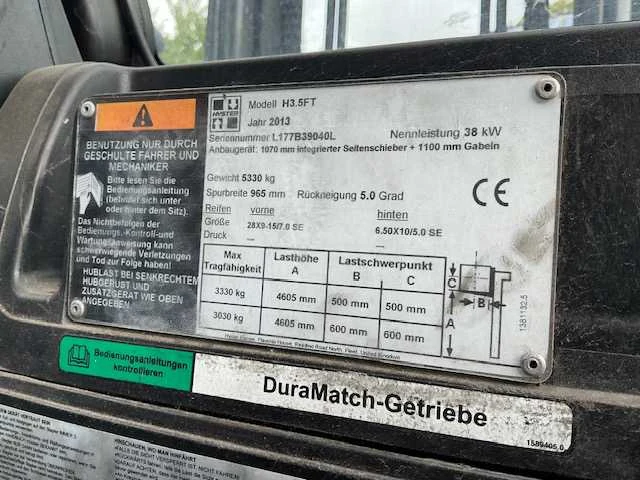 HYSTER
Modell H3.5FT
Jahr 2013
Seriennummer L177B39040L
Nennleistung 38 kW
Anbaugerät: 1070 mm integrierter Seitenschieber + 1100 mm Gabeln
Gewicht 5330 kg
Spurbreite 965 mm Rückneigung 5.0 Grad
CE
Reifen vorne hinten
Größe 28X9-15/7.0 SE 6.50X10/5.0 SE
Druck — —
Max Tragfähigkeit Lasthöhe A Lastschwerpunkt B C
3330 kg 4605 mm 500 mm 500 mm
3030 kg 4605 mm 600 mm 600 mm
C
B
A
1381132.5
BENUTZUNG NUR DURCH
GESCHULTE FAHRER UND
MECHANIKER
Bitte lesen Sie die
Bedienungsanleitung
(befindet sich unter
oder hinter dem Sitz).
Das Nichtbefolgen der
Bedienungs-, Kontroll-und
Wartungsanweisung kann
schwerwiegende Verletzungen
und Tod zur Folge haben!
HUBLAST BEI SENKRECHTEM
HUBGERÜST UND
ZUSATZGERÄT WIE OBEN
ANGEGEBEN
Bedienungsanleitungen
kontrollieren
DuraMatch-Getriebe
HINSCHAUEN, WO MAN HINFÄHRT